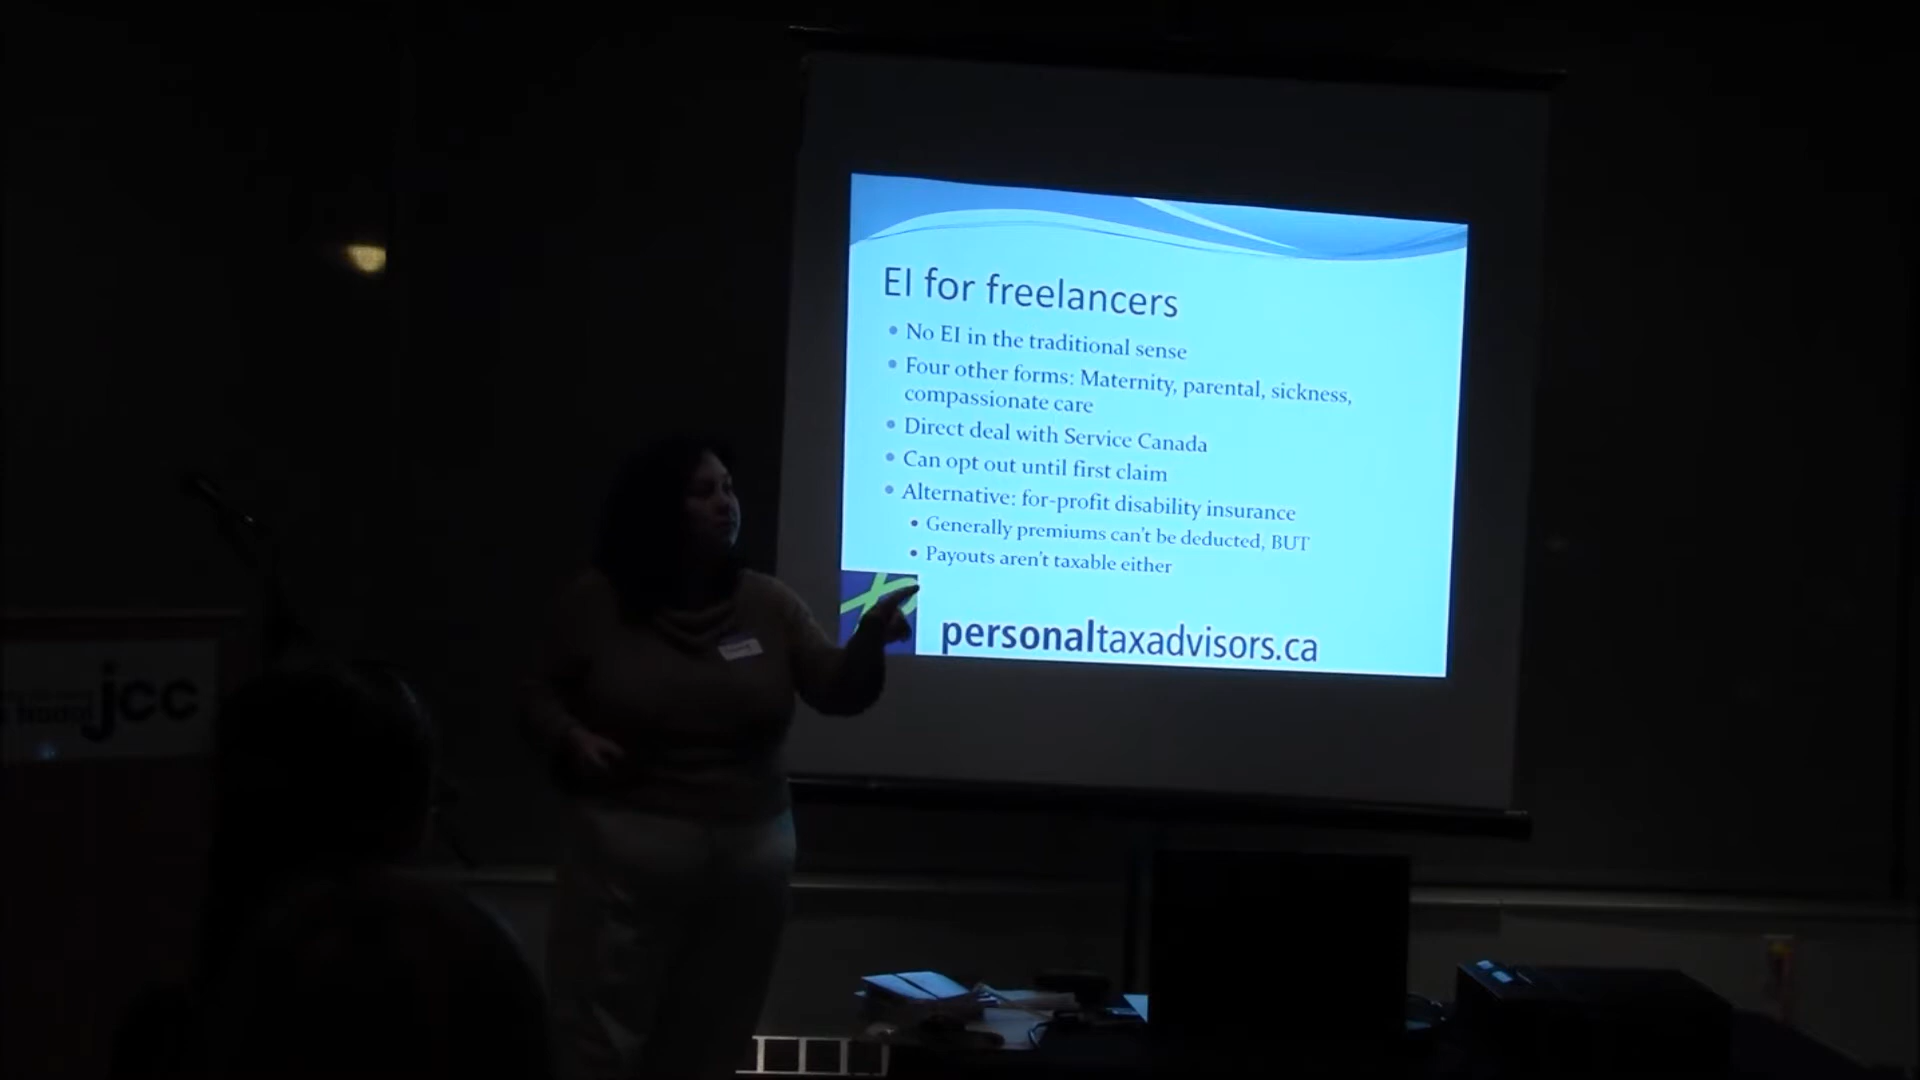 EI for freelancers
No EI in the traditional sense
Four other forms: Maternity, parental, sickness,
compassionate care
Direct deal with Service Canada
Can opt out until first claim
Alternative: for-profit disability insurance
Generally premiums can't be deducted, BUT
Payouts aren't taxable either
personaltaxadvisors.ca
jcc